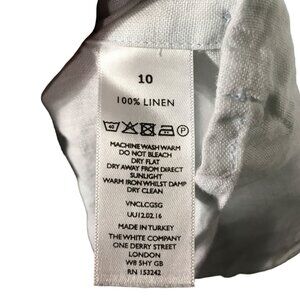 10
100% LINEN
40
P
MACHINE WASH WARM
DO NOT BLEACH
DRY FLAT
DRY AWAY FROM DIRECT
SUNLIGHT
WARM IRON WHILST DAMP
DRY CLEAN
VNCLCGSG
UU12.02.16
MADE IN TURKEY
THE WHITE COMPANY
ONE DERRY STREET
LONDON
W8 5HY GB
RN 153242